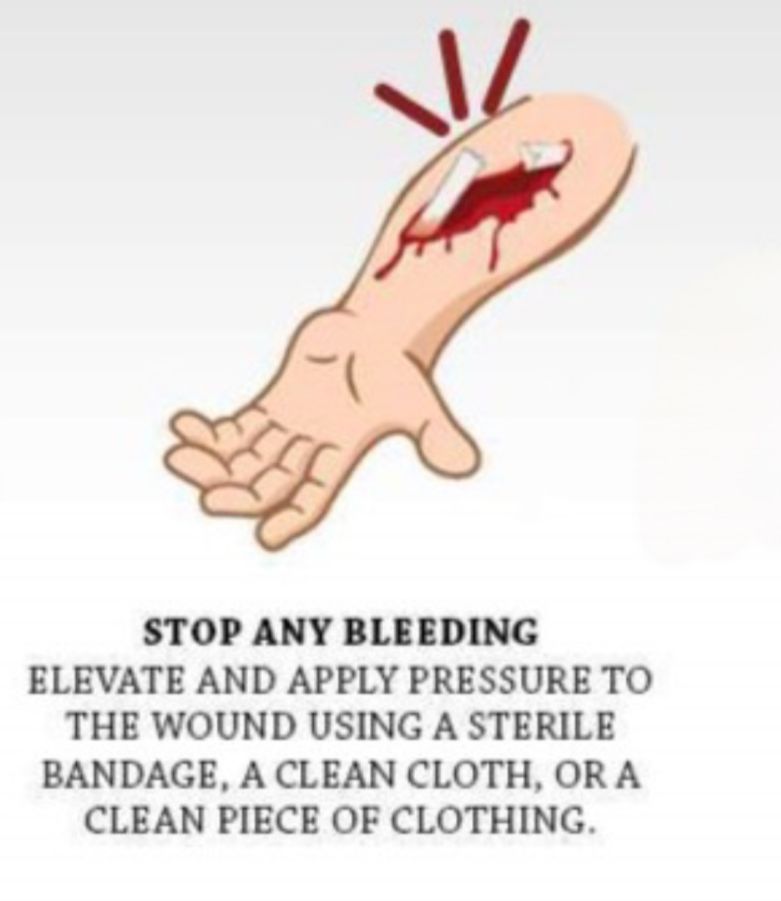 STOP ANY BLEEDING
ELEVATE AND APPLY PRESSURE TO
THE WOUND USING A STERILE
BANDAGE, A CLEAN CLOTH, OR A
CLEAN PIECE OF CLOTHING.